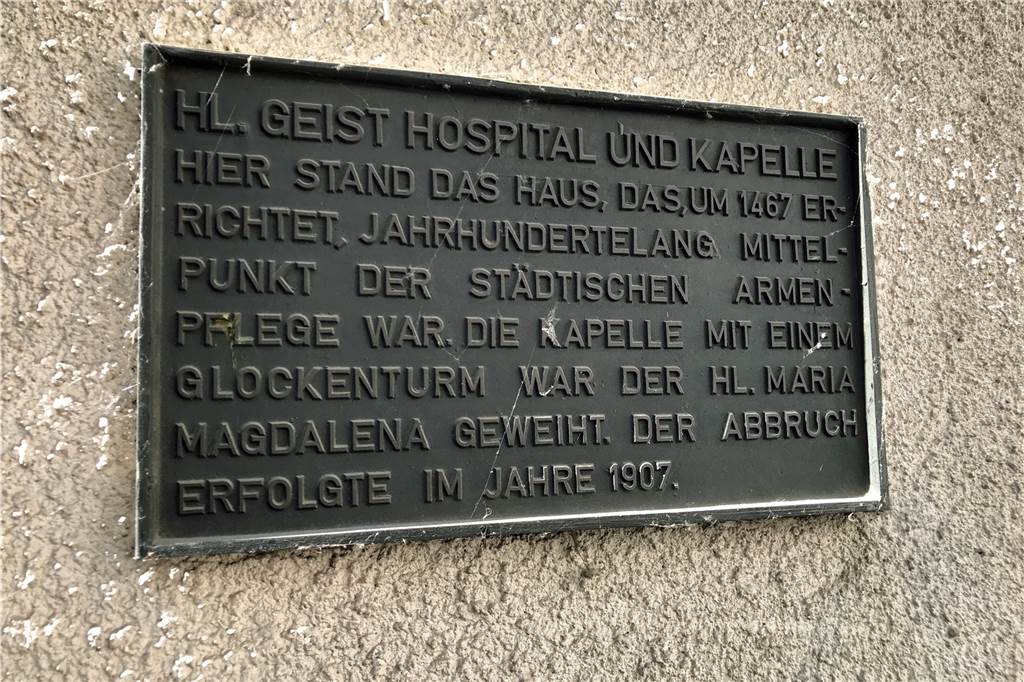 HL. GEIST HOSPITAL UND KAPELLE
HIER STAND DAS HAUS, DAS, UM 1467 ER-
RICHTET, JAHRHUNDERTELANG MITTEL-
PUNKT DER STÄDTISCHEN ARMEN-
PFLEGE WAR. DIE KAPELLE MIT EINEM
GLOCKENTURM WAR DER HL. MARIA
MAGDALENA GEWEIHT. DER ABBRUCH
ERFOLGTE IM JAHRE 1907.